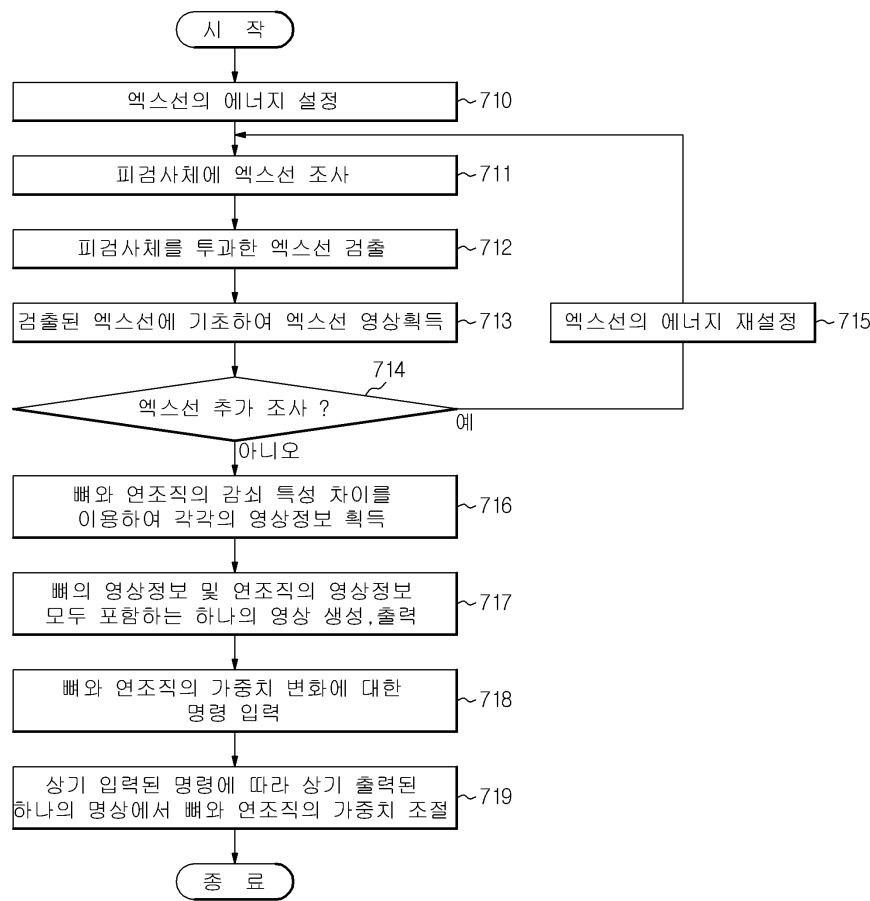 시 작
엑스선의 에너지 설정
710
피검사체에 엑스선 조사
711
피검사체를 투과한 엑스선 검출
712
검출된 엑스선에 기초하여 엑스선 영상획득
713
엑스선의 에너지 재설정
715
714
엑스선 추가 조사 ?
예
아니오
뼈와 연조직의 감쇠 특성 차이를
이용하여 각각의 영상정보 획득
716
뼈의 영상정보 및 연조직의 영상정보
모두 포함하는 하나의 영상 생성,출력
717
뼈와 연조직의 가중치 변화에 대한
명령 입력
718
상기 입력된 명령에 따라 상기 출력된
하나의 명상에서 뼈와 연조직의 가중치 조절
719
종 료